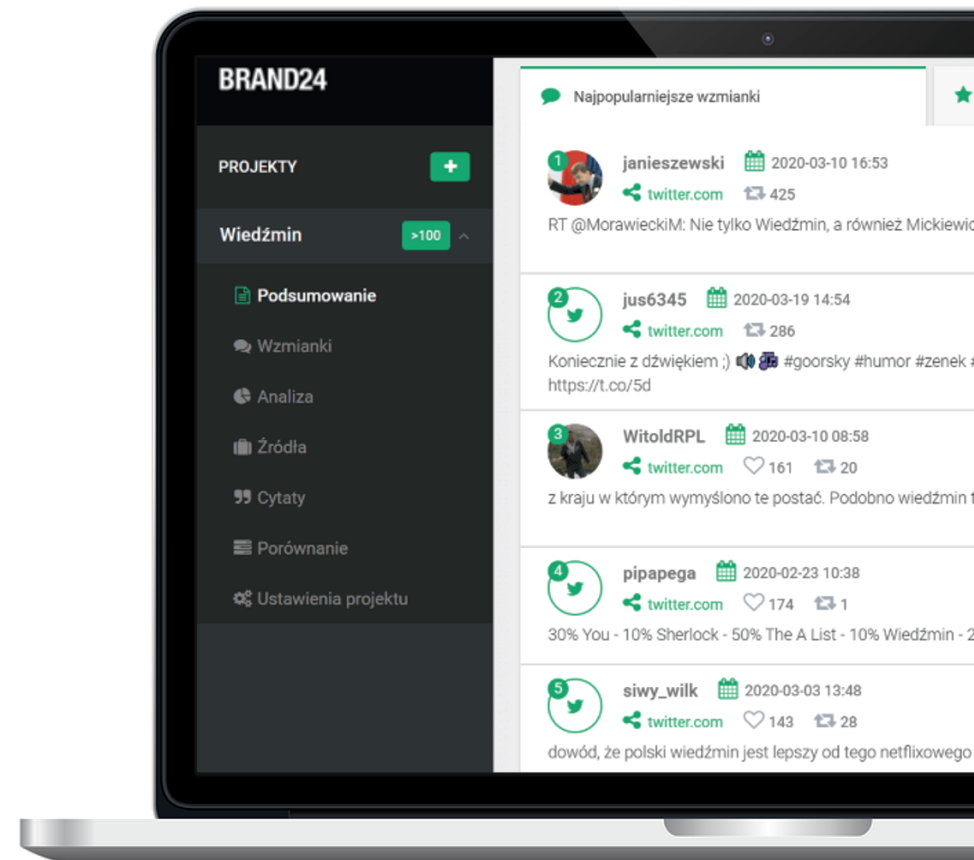 BRAND24
PROJEKTY
Wiedźmin >100
Podsumowanie
Wzmianki
Analiza
Źródła
Cytaty
Porównanie
Ustawienia projektu
Najpopularniejsze wzmianki
1 janieszewski 2020-03-10 16:53
twitter.com 425
RT @MorawieckiM: Nie tylko Wiedźmin, a również Mickiewic
2 jus6345 2020-03-19 14:54
twitter.com 286
Koniecznie z dźwiękiem ;) 🔊 🎶 #goorsky #humor #zenek #
https://t.co/5d
3 WitoldRPL 2020-03-10 08:58
twitter.com 161 20
z kraju w którym wymyślono te postać. Podobno wiedźmin t
4 pipapega 2020-02-23 10:38
twitter.com 174 1
30% You - 10% Sherlock - 50% The A List - 10% Wiedźmin - 2
5 siwy_wilk 2020-03-03 13:48
twitter.com 143 28
dowód, że polski wiedźmin jest lepszy od tego netflixowego